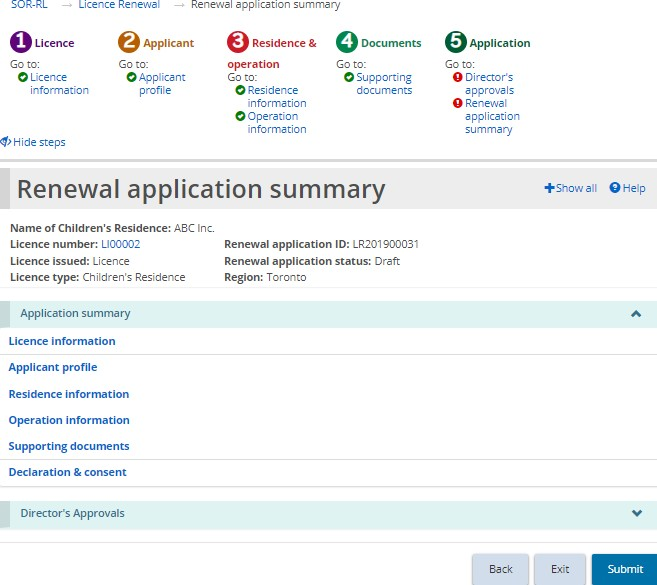 SOR-RL → Licence Renewal → Renewal application summary
1 Licence
Go to:
Licence
information
2 Applicant
Go to:
Applicant
profile
3 Residence &
operation
Go to:
Residence
information
Operation
information
4 Documents
Go to:
Supporting
documents
5 Application
Go to:
Director's
approvals
Renewal
application
summary
Hide steps
Renewal application summary
Show all Help
Name of Children's Residence: ABC Inc.
Licence number: LI00002 Renewal application ID: LR201900031
Licence issued: Licence Renewal application status: Draft
Licence type: Children's Residence Region: Toronto
Application summary
Licence information
Applicant profile
Residence information
Operation information
Supporting documents
Declaration & consent
Director's Approvals
Back Exit Submit